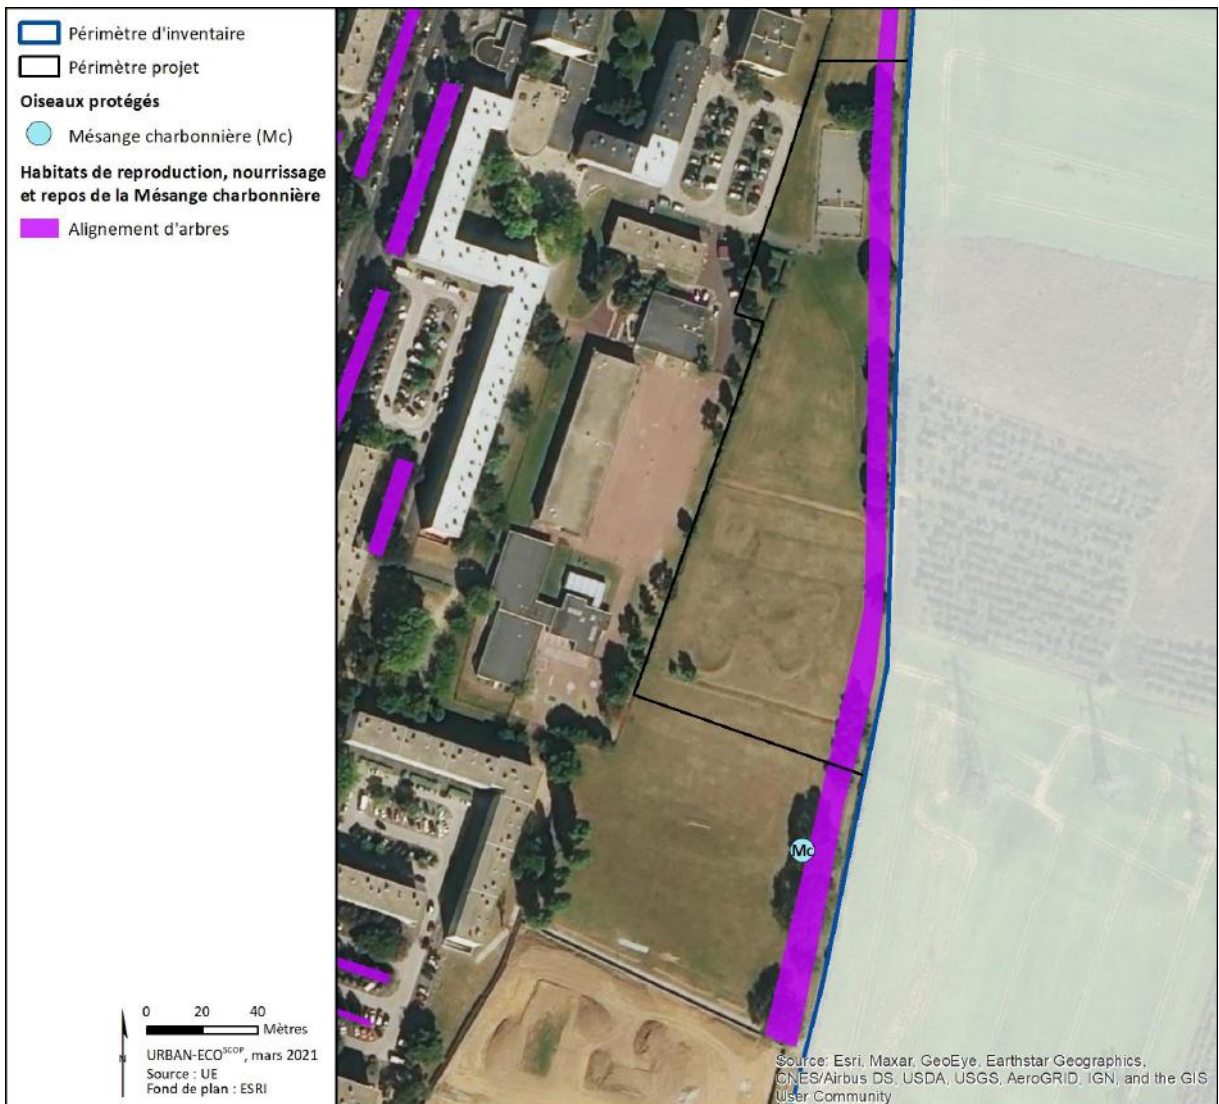 Périmètre d'inventaire
Périmètre projet
Oiseaux protégés
Mésange charbonnière (Mc)
Habitats de reproduction, nourrissage
et repos de la Mésange charbonnière
Alignement d'arbres
Mc
0 20 40
Mètres
N
URBAN-ECOSCOP, mars 2021
Source : UE
Fond de plan : ESRI
Source: Esri, Maxar, GeoEye, Earthstar Geographics,
CNES/Airbus DS, USDA, USGS, AeroGRID, IGN, and the GIS
User Community